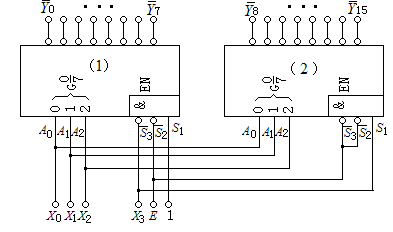 Y̅0 ··· Y̅7 Y̅8 ··· Y̅15
(1) (2)
G 0/7 & EN G 0/7 & EN
0 1 2 0 1 2
A0 A1 A2 S̅3 S̅2 S1 A0 A1 A2 S̅3 S̅2 S1
X0 X1 X2 X3 E 1